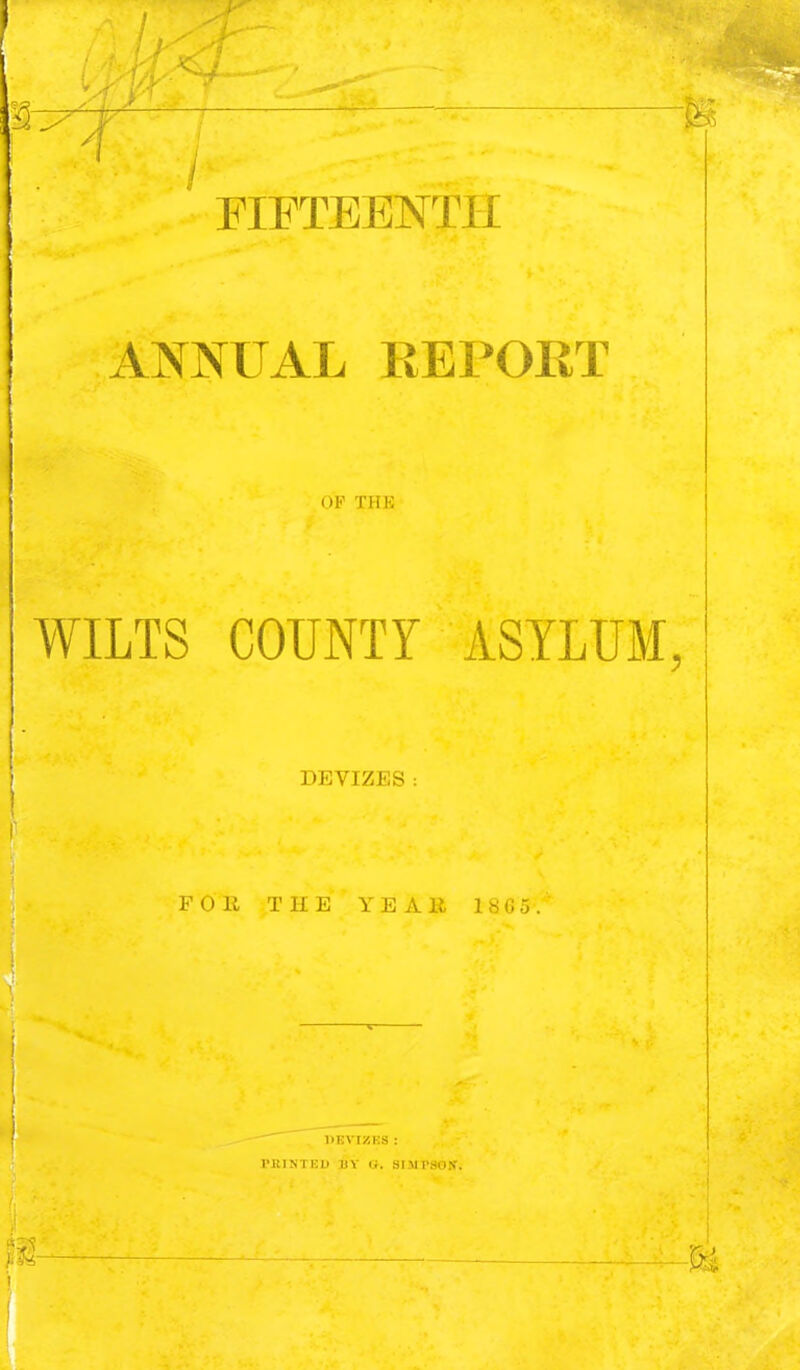 FIFTEENTH
ANNUAL REPORT
OF THE
WILTS COUNTY ASYLUM,
DEVIZES :
FOR THE YEAR 1865.
DEVIZES :
PRINTED BY G. SIMPSON.